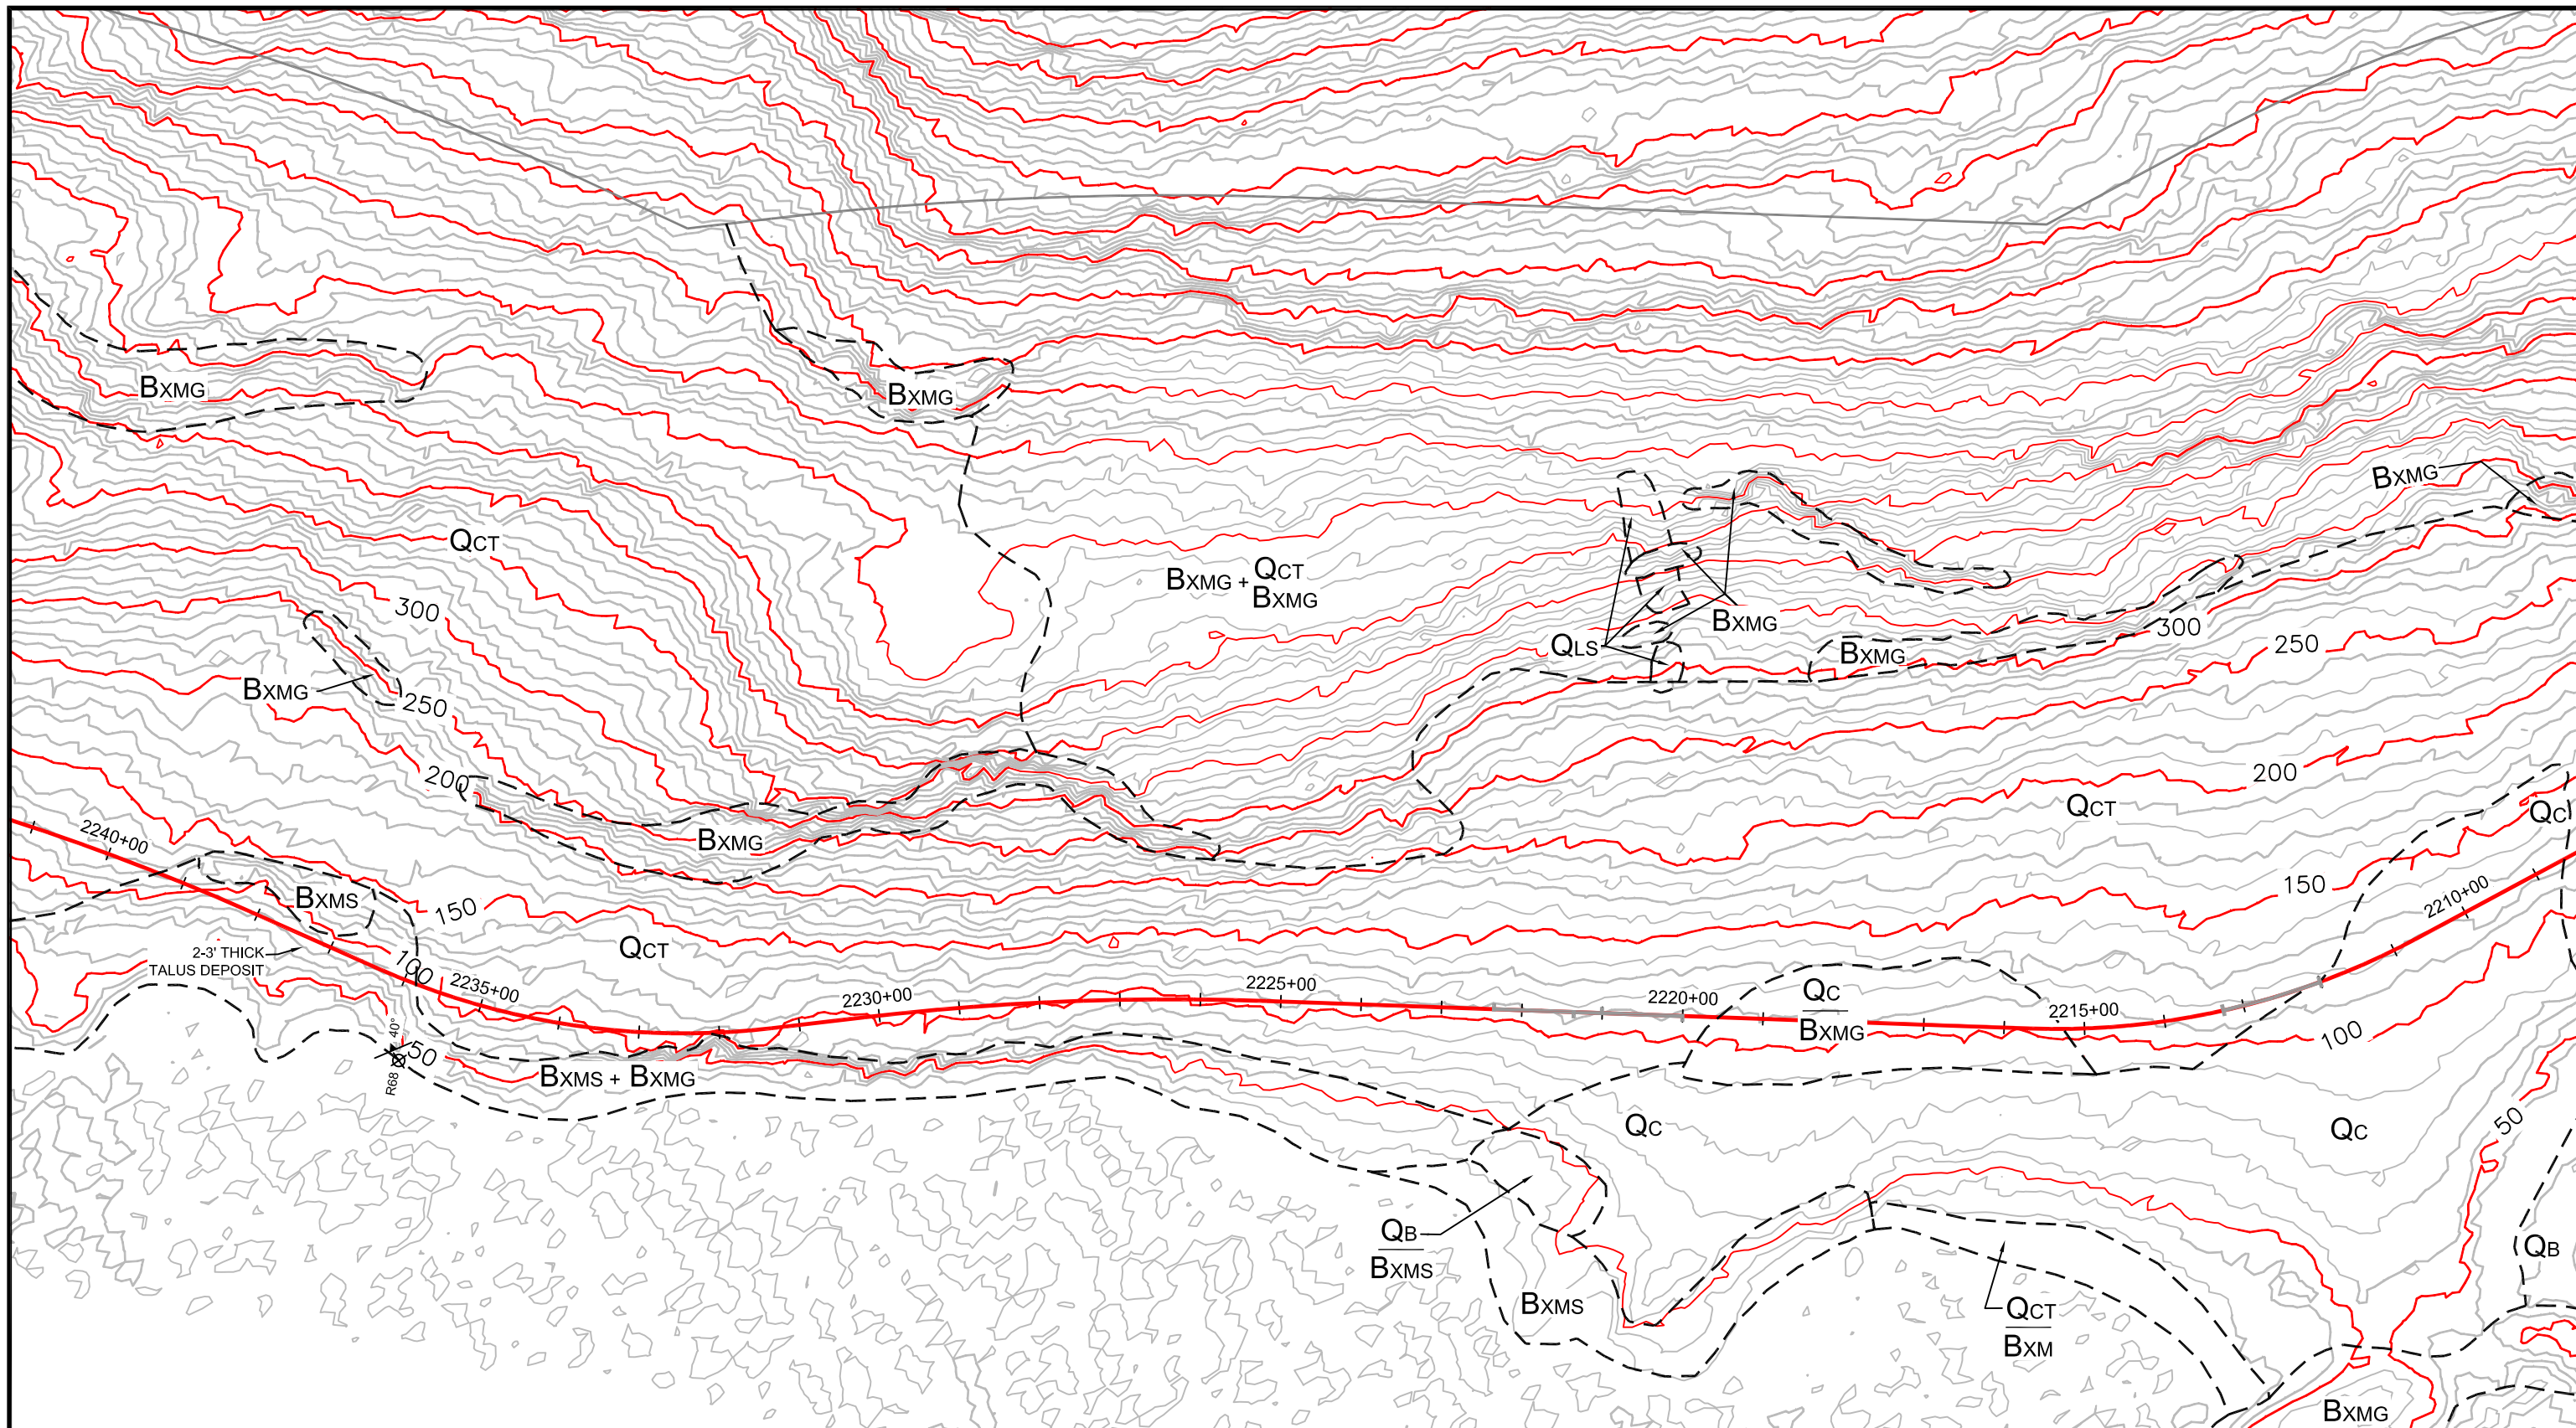 BXMG
BXMG
BXMG
QCT
BXMG + QCT
BXMG
300
BXMG
QLS
BXMG
300
250
BXMG
250
200
200
QCT
QC
BXMG
2240+00
BXMS
150
150
2210+00
2-3' THICK
TALUS DEPOSIT
QCT
100
2235+00
2230+00
2225+00
2220+00
QC
BXMG
2215+00
100
40°
R68
50
BXMS + BXMG
QC
QC
50
QB
BXMS
QB
BXMS
QCT
BXM
BXMG